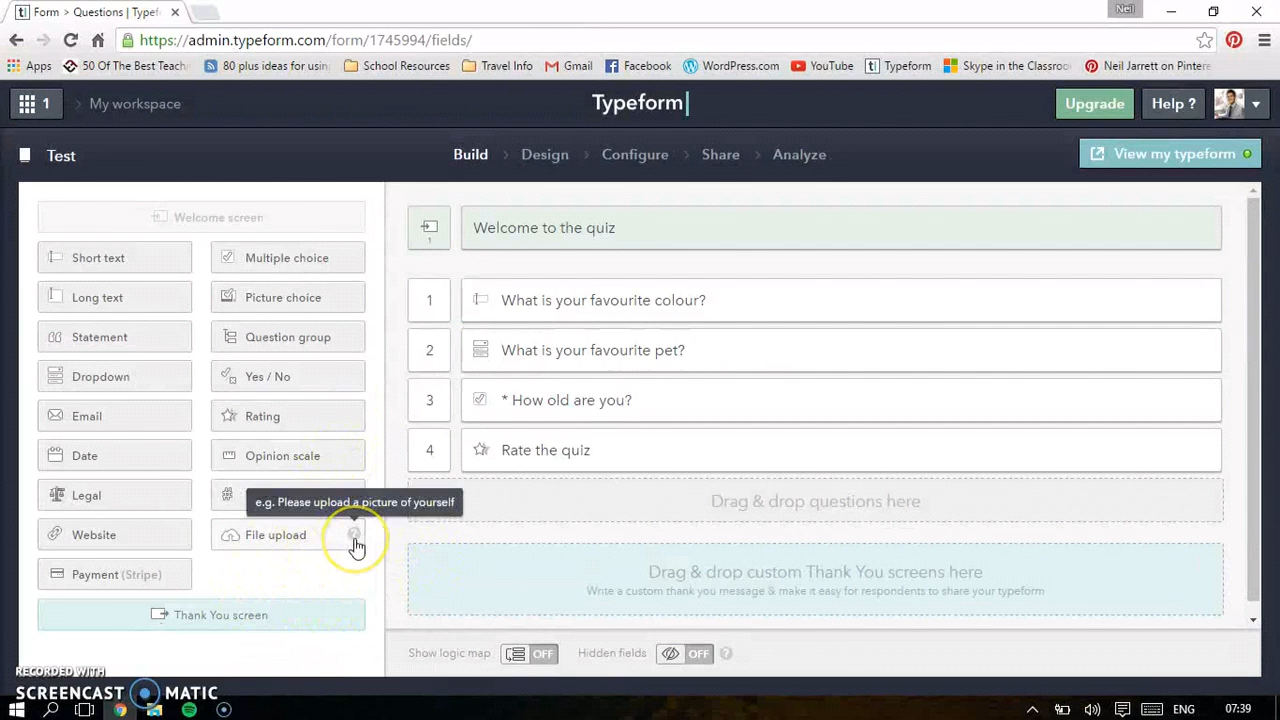 Form > Questions | Typef
Neil
https://admin.typeform.com/form/1745994/fields/
Apps
50 Of The Best Teach
80 plus ideas for using
School Resources
Travel Info
Gmail
Facebook
WordPress.com
YouTube
Typeform
Skype in the Classroo
Neil Jarrett on Pintere
1
My workspace
Typeform
Upgrade
Help ?
Test
Build
Design
Configure
Share
Analyze
View my typeform
Welcome screen
Short text
Multiple choice
Long text
Picture choice
Statement
Question group
Dropdown
Yes / No
Email
Rating
Date
Opinion scale
Legal
#
e.g. Please upload a picture of yourself
Website
File upload
Payment (Stripe)
Thank You screen
1
Welcome to the quiz
1
What is your favourite colour?
2
What is your favourite pet?
3
* How old are you?
4
Rate the quiz
Drag & drop questions here
Drag & drop custom Thank You screens here
Write a custom thank you message & make it easy for respondents to share your typeform
Show logic map
OFF
Hidden fields
OFF
?
RECORDED WITH
SCREENCAST MATIC
ENG
07:39